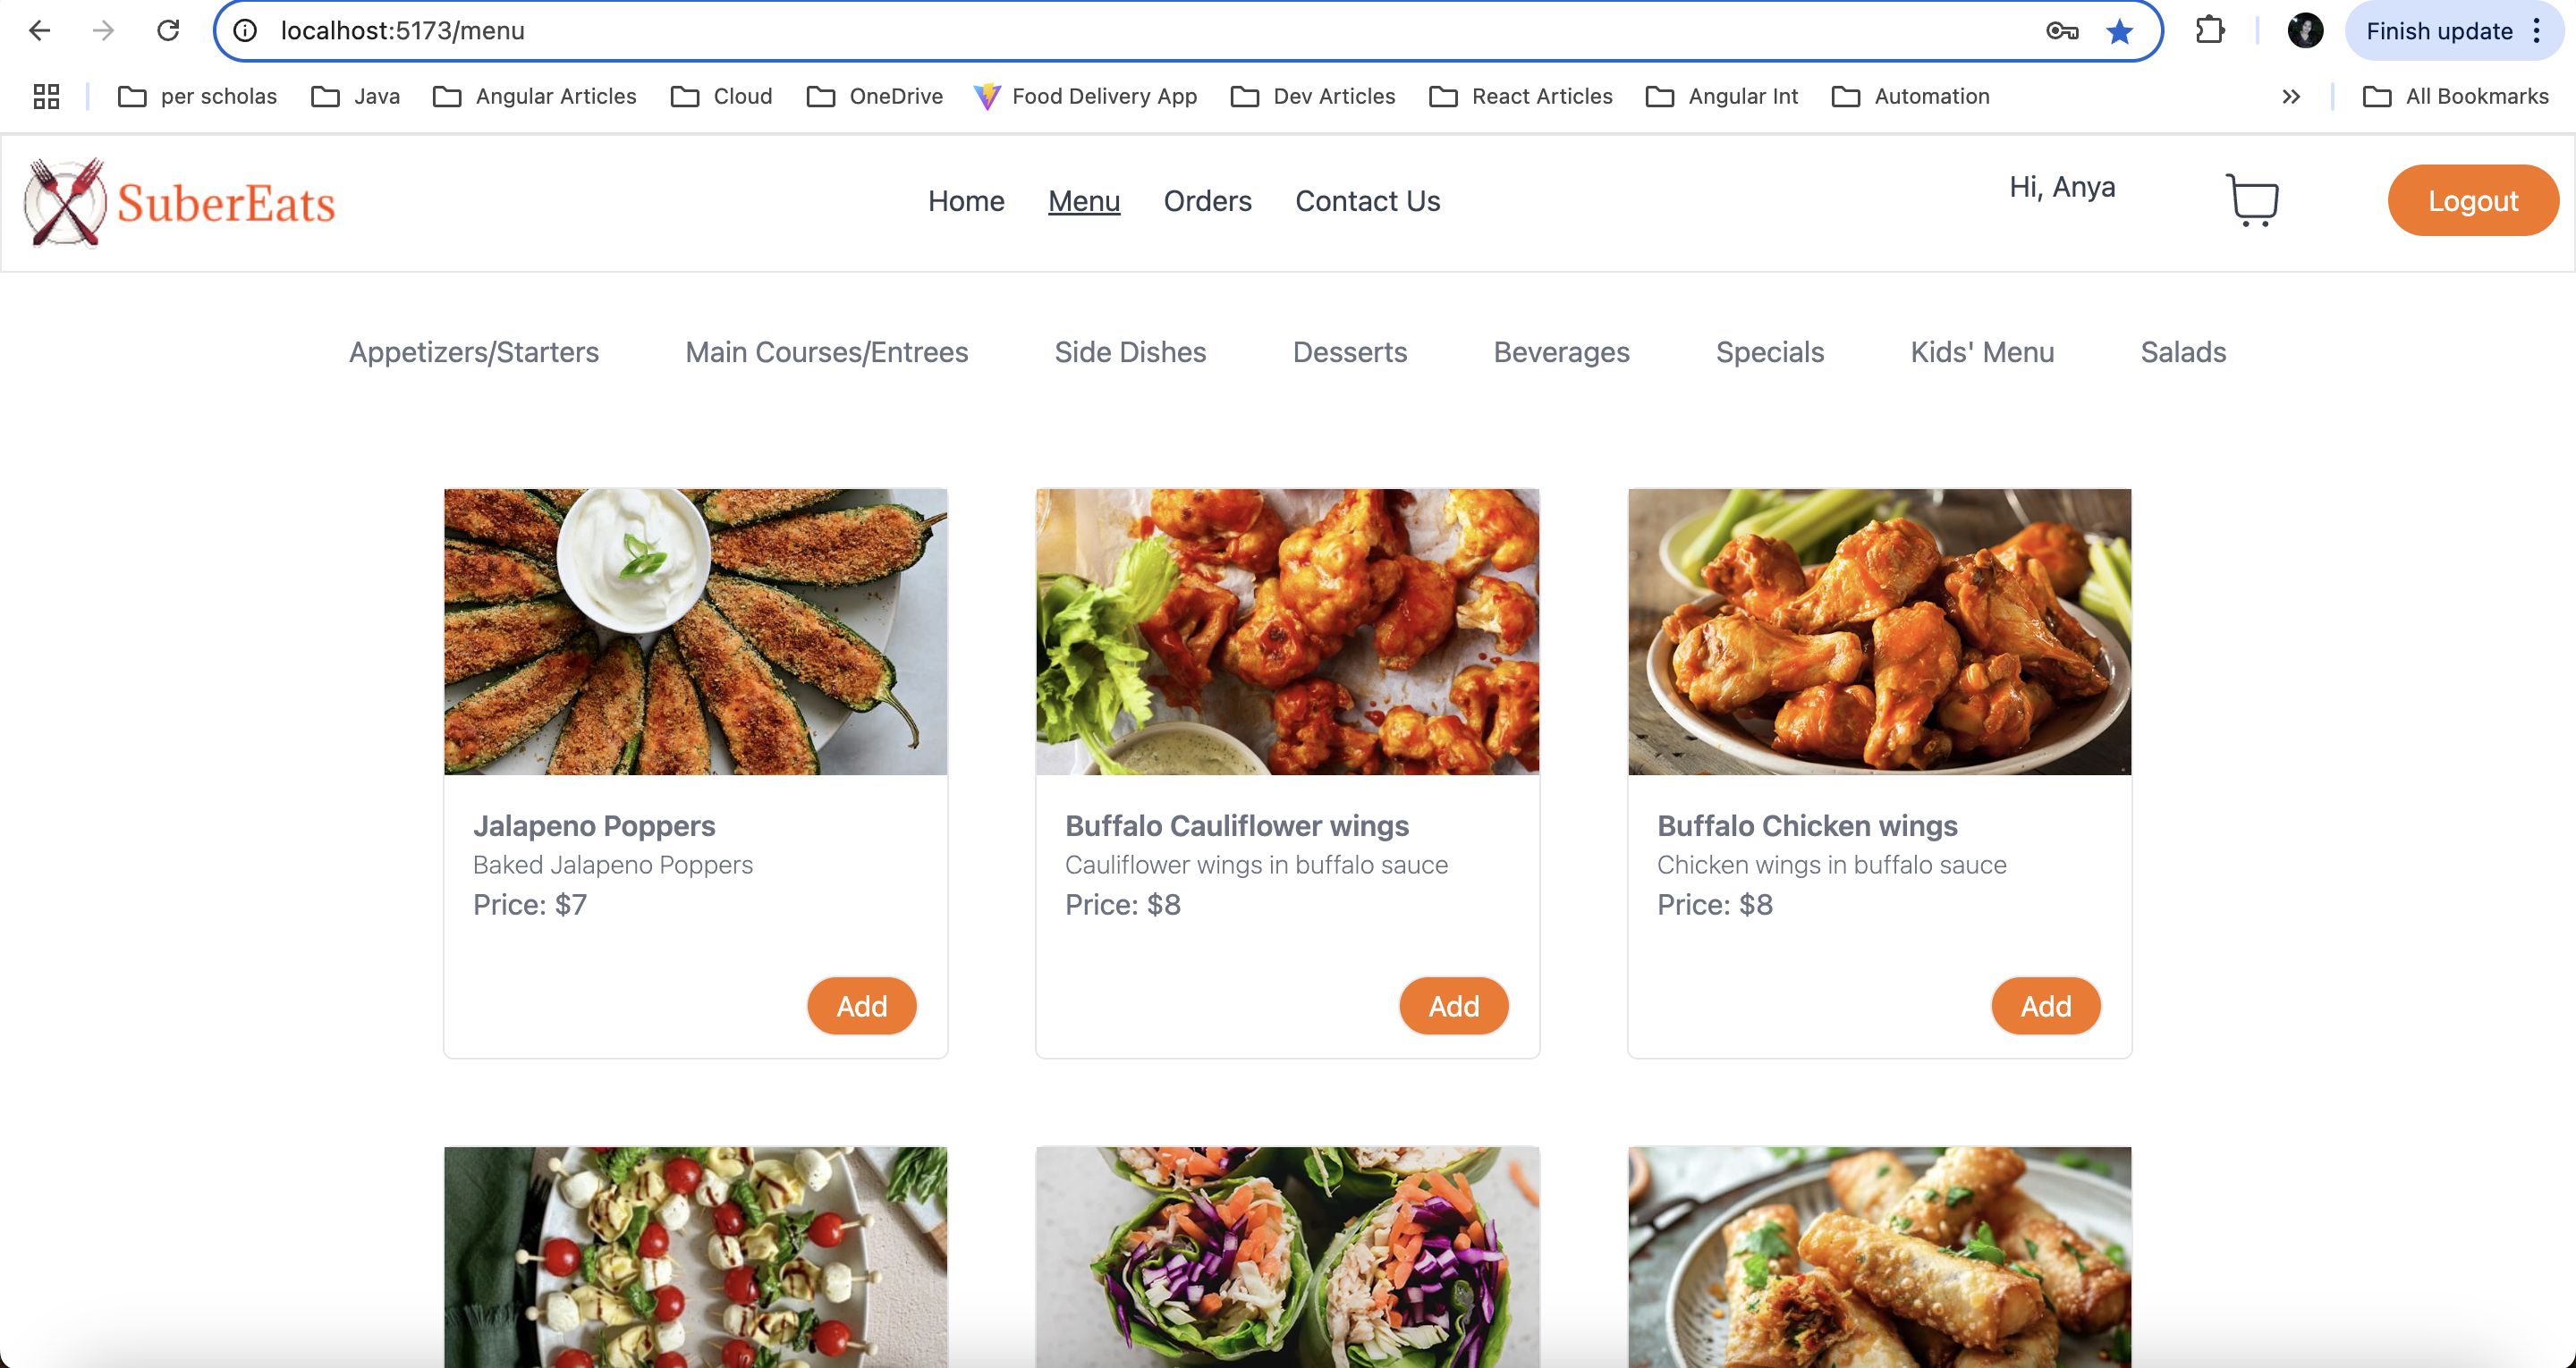 localhost:5173/menu
Finish update
per scholas
Java
Angular Articles
Cloud
OneDrive
Food Delivery App
Dev Articles
React Articles
Angular Int
Automation
All Bookmarks
SuberEats
Home
Menu
Orders
Contact Us
Hi, Anya
Logout
Appetizers/Starters
Main Courses/Entrees
Side Dishes
Desserts
Beverages
Specials
Kids' Menu
Salads
Jalapeno Poppers
Baked Jalapeno Poppers
Price: $7
Add
Buffalo Cauliflower wings
Cauliflower wings in buffalo sauce
Price: $8
Add
Buffalo Chicken wings
Chicken wings in buffalo sauce
Price: $8
Add